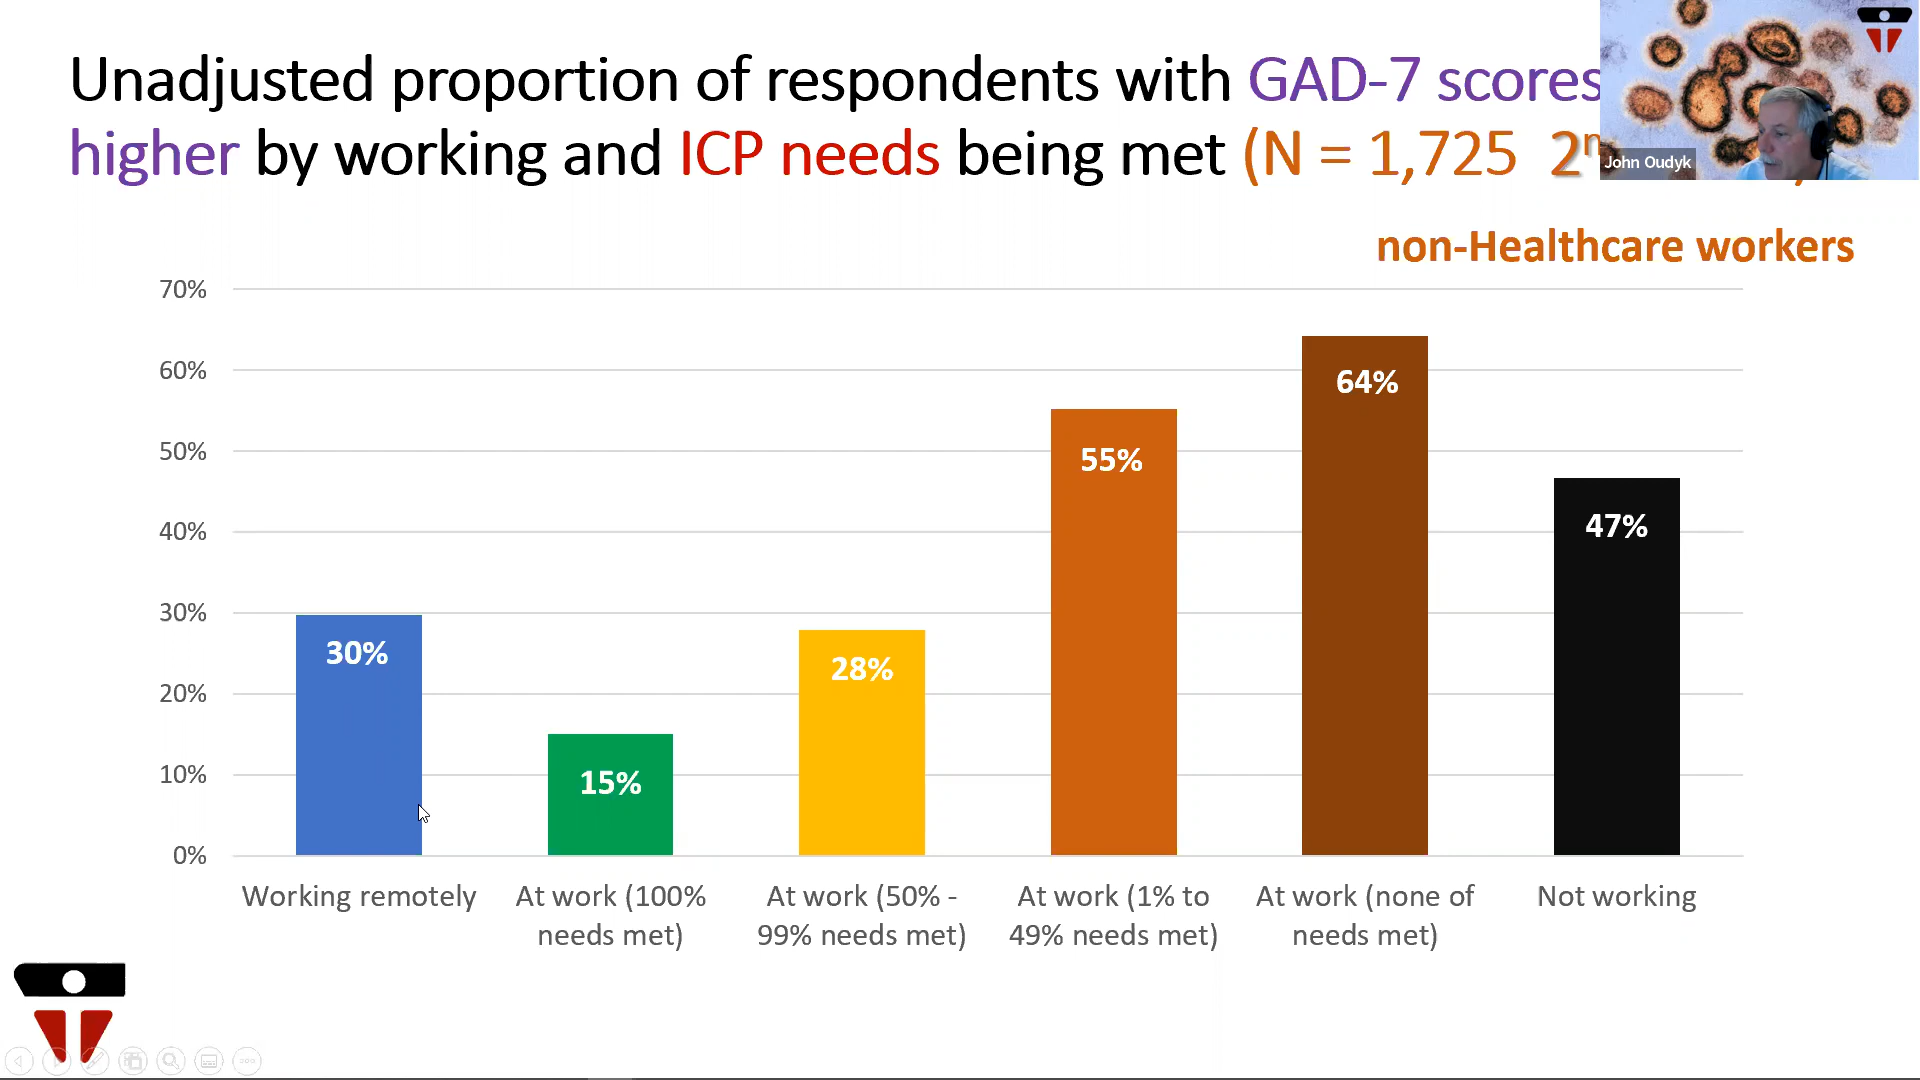 Unadjusted proportion of respondents with GAD-7 scores
higher by working and ICP needs being met (N = 1,725 2
John Oudyk
non-Healthcare workers
70%
60%
50%
40%
30%
20%
10%
0%
30%
15%
28%
55%
64%
47%
Working remotely
At work (100%
needs met)
At work (50% -
99% needs met)
At work (1% to
49% needs met)
At work (none of
needs met)
Not working